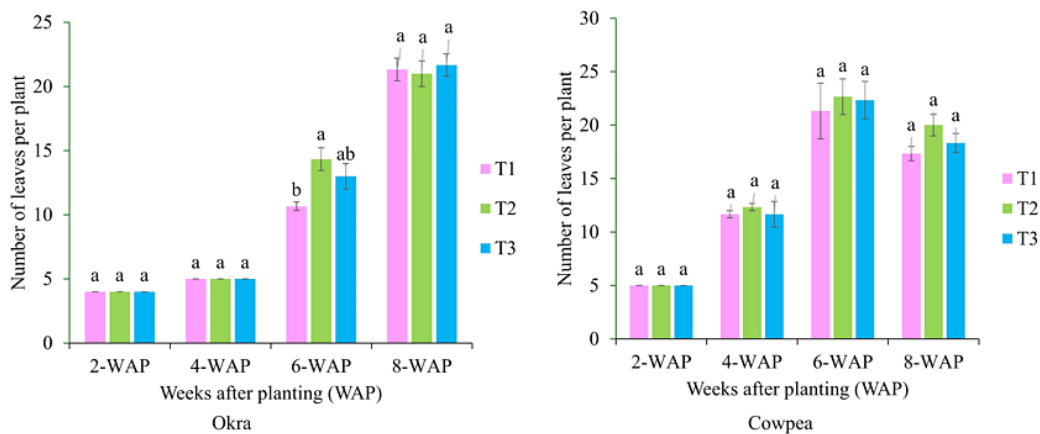 Number of leaves per plant
25
20
15
10
5
0
a a a
a a a
b a ab
a a a
2-WAP 4-WAP 6-WAP 8-WAP
Weeks after planting (WAP)
Okra
T1
T2
T3
Number of leaves per plant
30
25
20
15
10
5
0
a a a
a a a
a a a
a a a
2-WAP 4-WAP 6-WAP 8-WAP
Weeks after planting (WAP)
Cowpea
T1
T2
T3